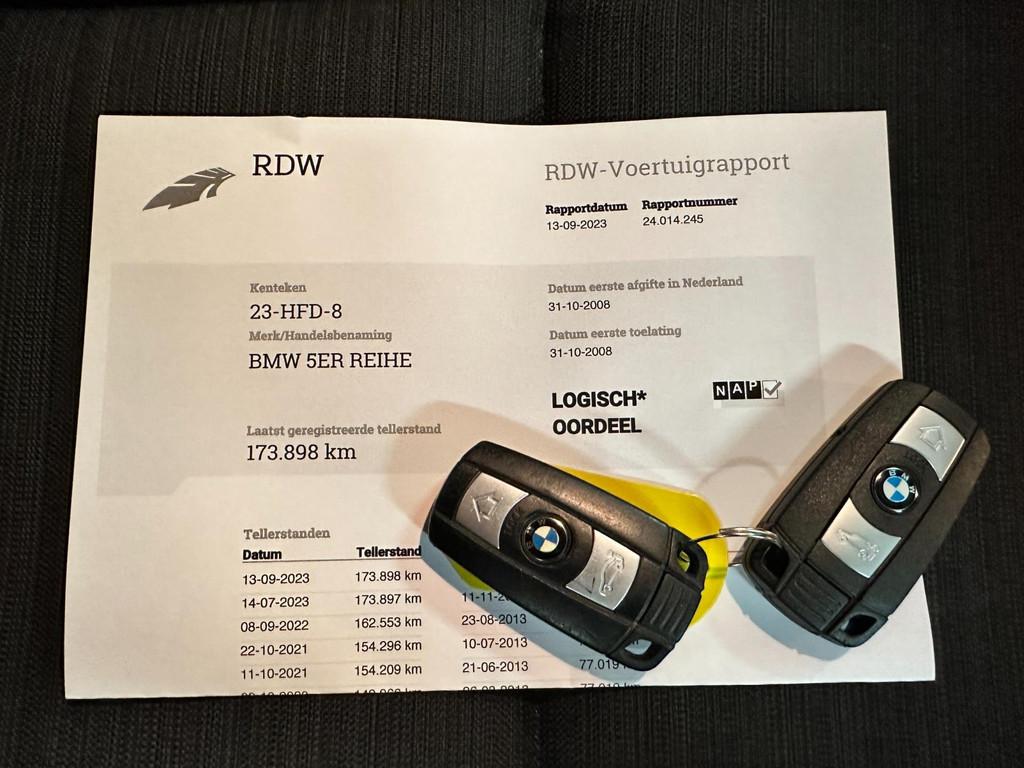 RDW
RDW-Voertuigrapport
Rapportdatum Rapportnummer
13-09-2023 24.014.245
Kenteken
23-HFD-8
Merk/Handelsbenaming
BMW 5ER REIHE
Datum eerste afgifte in Nederland
31-10-2008
Datum eerste toelating
31-10-2008
LOGISCH*
OORDEEL
NAP
Laatst geregistreerde tellerstand
173.898 km
Tellerstanden
Datum Tellerstand
13-09-2023 173.898 km
14-07-2023 173.897 km
08-09-2022 162.553 km 23-08-2013
22-10-2021 154.296 km 10-07-2013
11-10-2021 154.209 km 21-06-2013 77.019
BMW
BMW